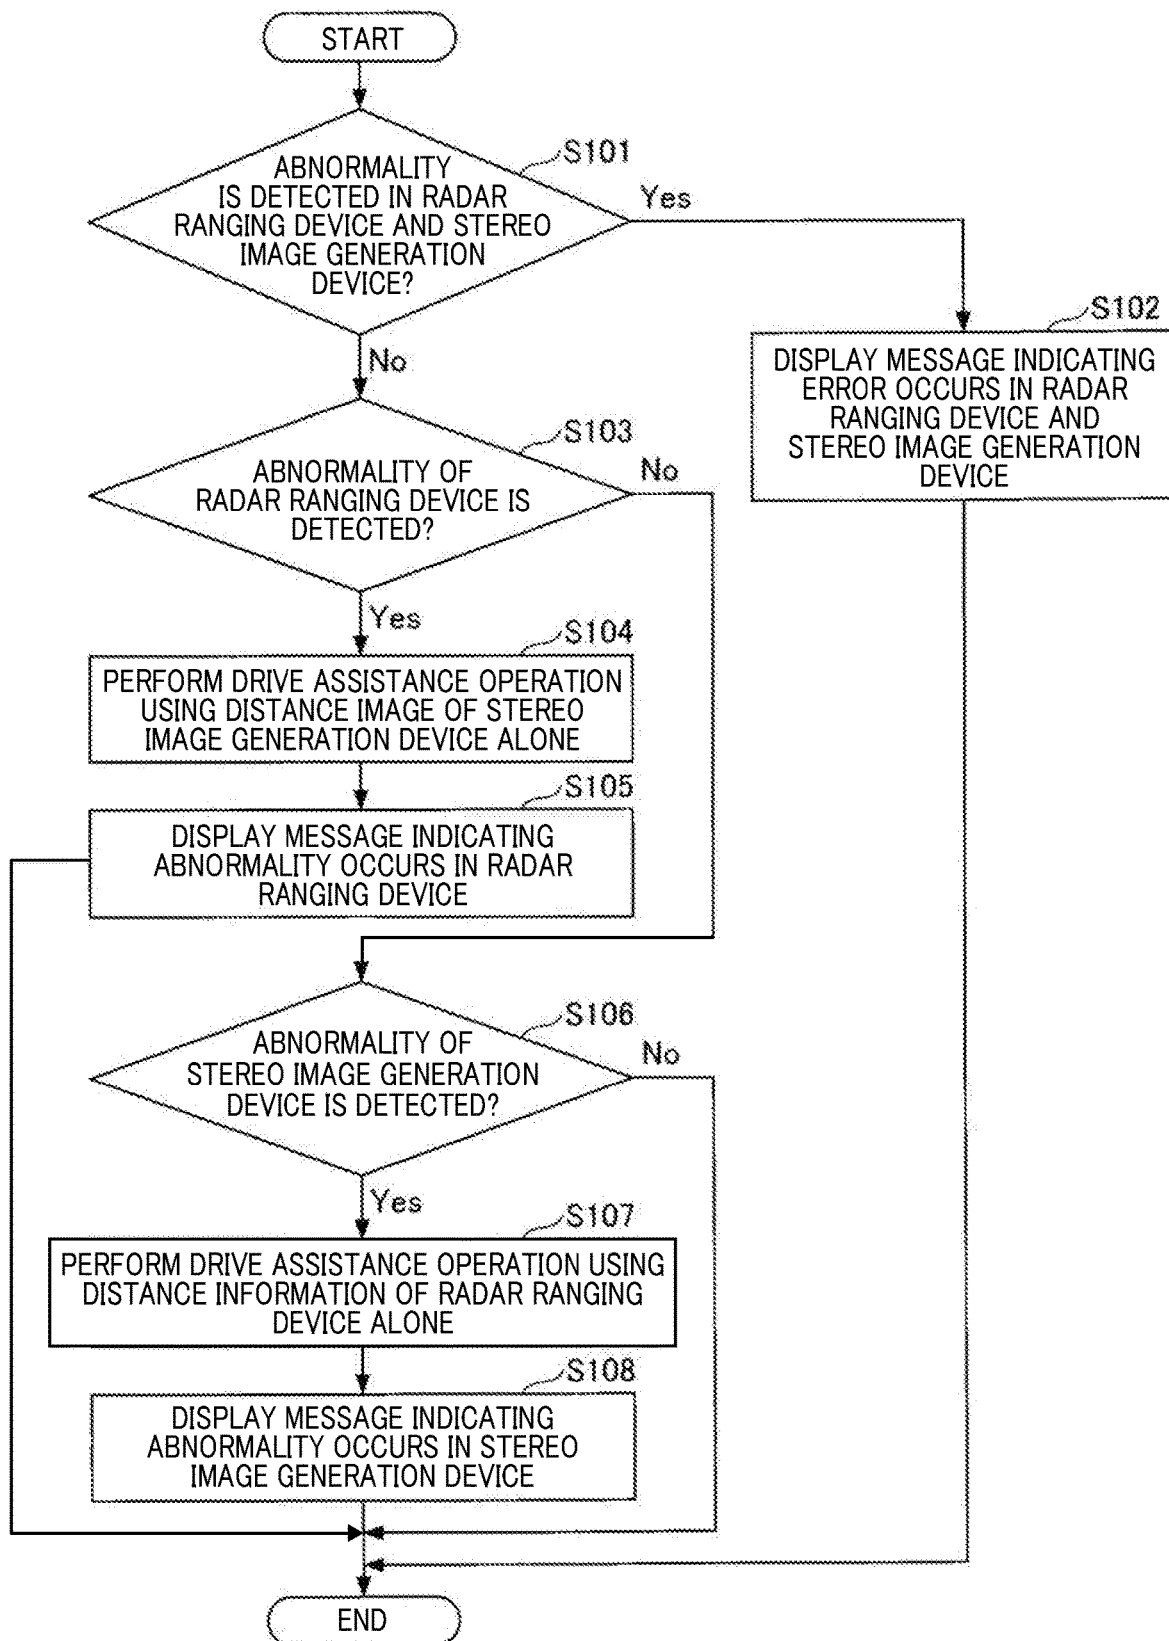 START
S101
ABNORMALITY
IS DETECTED IN RADAR
RANGING DEVICE AND STEREO
IMAGE GENERATION
DEVICE?
Yes
No
S102
DISPLAY MESSAGE INDICATING
ERROR OCCURS IN RADAR
RANGING DEVICE AND
STEREO IMAGE GENERATION
DEVICE
S103
ABNORMALITY OF
RADAR RANGING DEVICE IS
DETECTED?
No
Yes
S104
PERFORM DRIVE ASSISTANCE OPERATION
USING DISTANCE IMAGE OF STEREO
IMAGE GENERATION DEVICE ALONE
S105
DISPLAY MESSAGE INDICATING
ABNORMALITY OCCURS IN RADAR
RANGING DEVICE
S106
ABNORMALITY OF
STEREO IMAGE GENERATION
DEVICE IS DETECTED?
No
Yes
S107
PERFORM DRIVE ASSISTANCE OPERATION USING
DISTANCE INFORMATION OF RADAR RANGING
DEVICE ALONE
S108
DISPLAY MESSAGE INDICATING
ABNORMALITY OCCURS IN STEREO
IMAGE GENERATION DEVICE
END